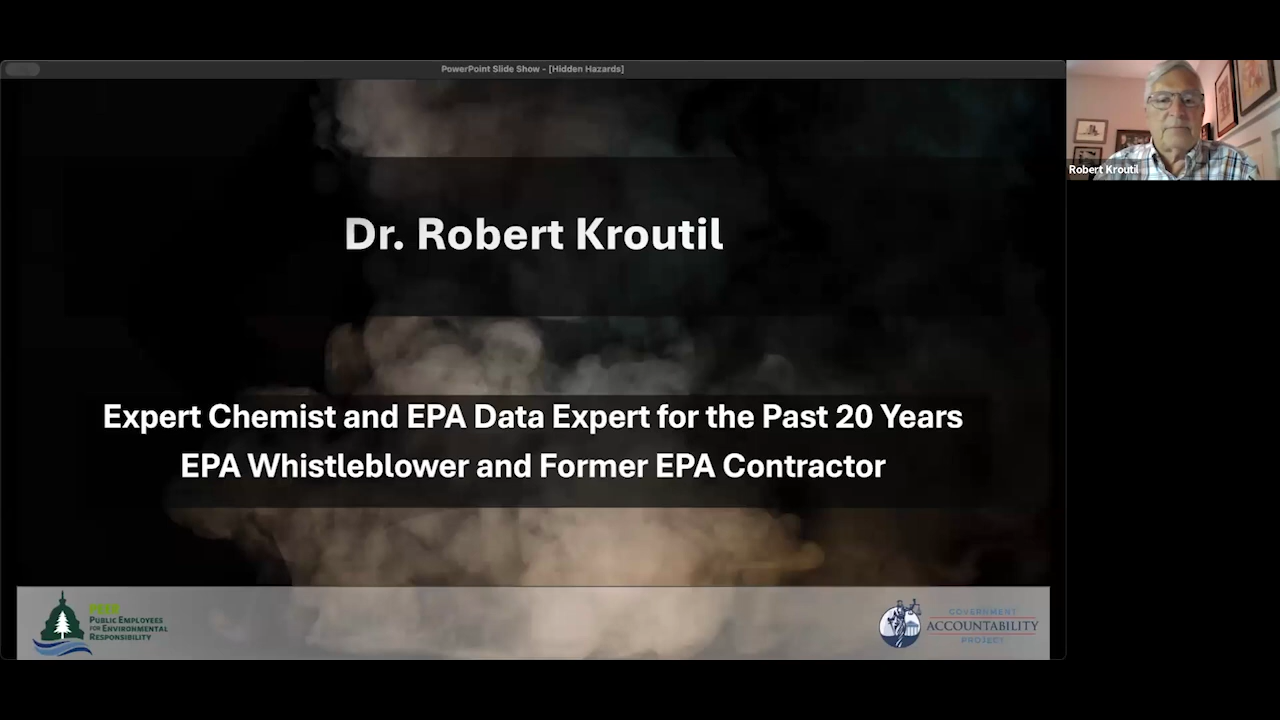 PowerPoint Slide Show - [Hidden Hazards]
Robert Kroutil
Dr. Robert Kroutil
Expert Chemist and EPA Data Expert for the Past 20 Years
EPA Whistleblower and Former EPA Contractor
PEER
PUBLIC EMPLOYEES
FOR ENVIRONMENTAL
RESPONSIBILITY
GOVERNMENT
ACCOUNTABILITY
PROJECT